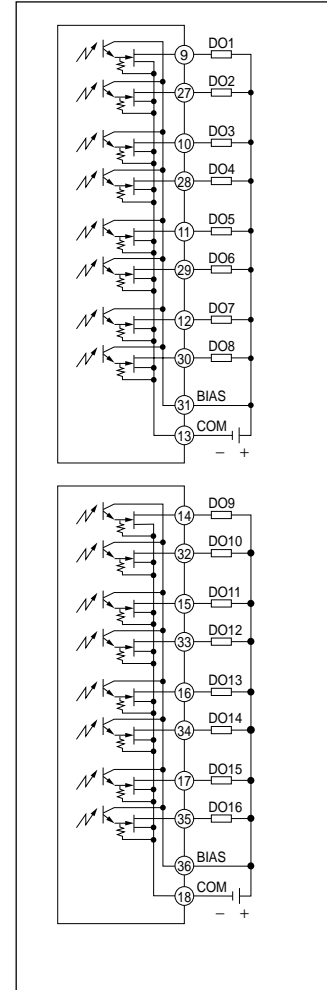 9 DO1
27 DO2
10 DO3
28 DO4
11 DO5
29 DO6
12 DO7
30 DO8
31 BIAS
13 COM
− +
14 DO9
32 DO10
15 DO11
33 DO12
16 DO13
34 DO14
17 DO15
35 DO16
36 BIAS
18 COM
− +